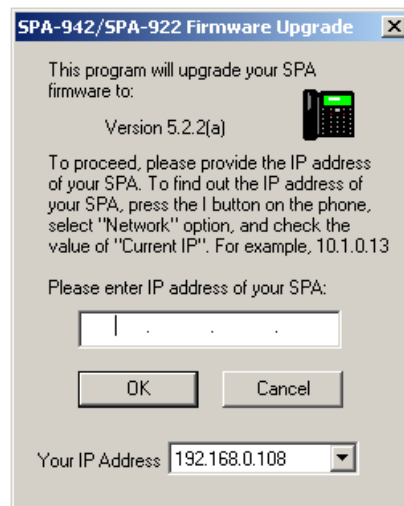 SPA-942/SPA-922 Firmware Upgrade
This program will upgrade your SPA
firmware to:
Version 5.2.2(a)
To proceed, please provide the IP address
of your SPA. To find out the IP address of
your SPA, press the I button on the phone,
select "Network" option, and check the
value of "Current IP". For example, 10.1.0.13
Please enter IP address of your SPA:
. . .
OK Cancel
Your IP Address 192.168.0.108